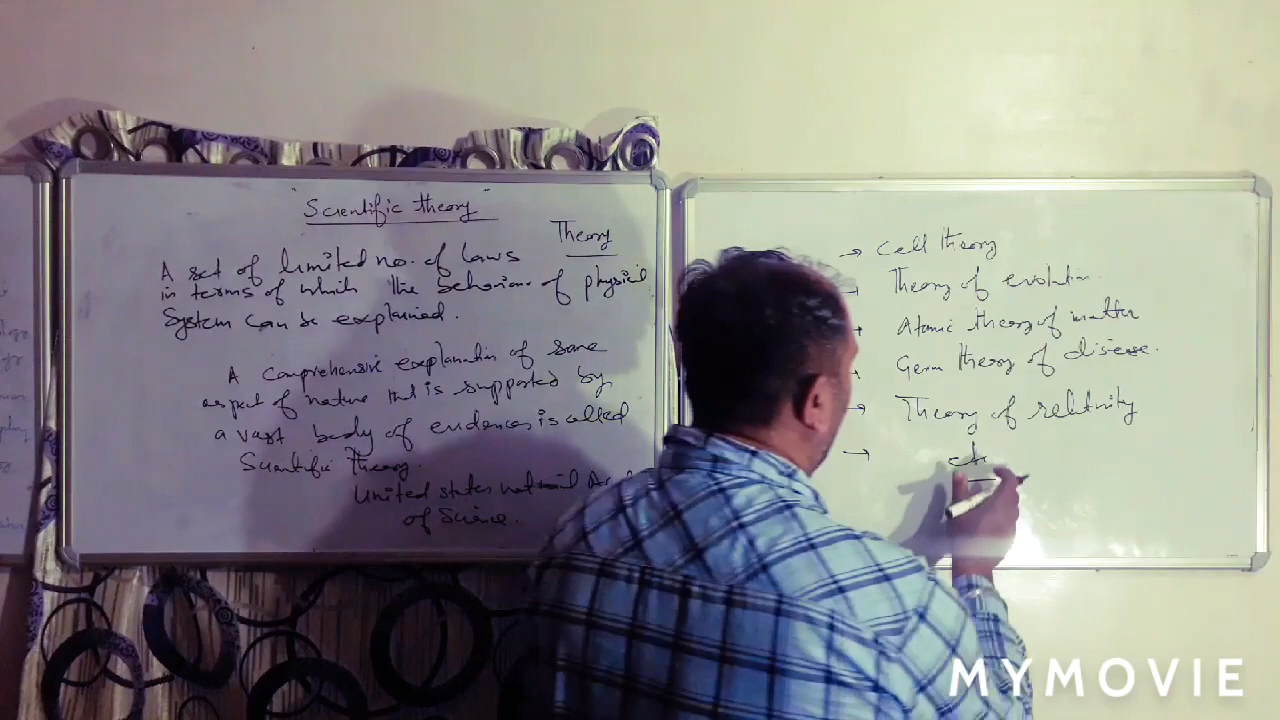 "Scientific theory"
Theory
A set of limited no. of laws
in terms of which the behaviour of physical
System can be explained.
A comprehensive explanation of some
aspect of nature that is supported by
a vast body of evidences is called
Scientific Theory.
United states national
of Science.
→ Cell theory
Theory of evolution
→ Atomic theory of matter
→ Germ theory of disease.
→ Theory of relativity
→ etc
MYMOVIE